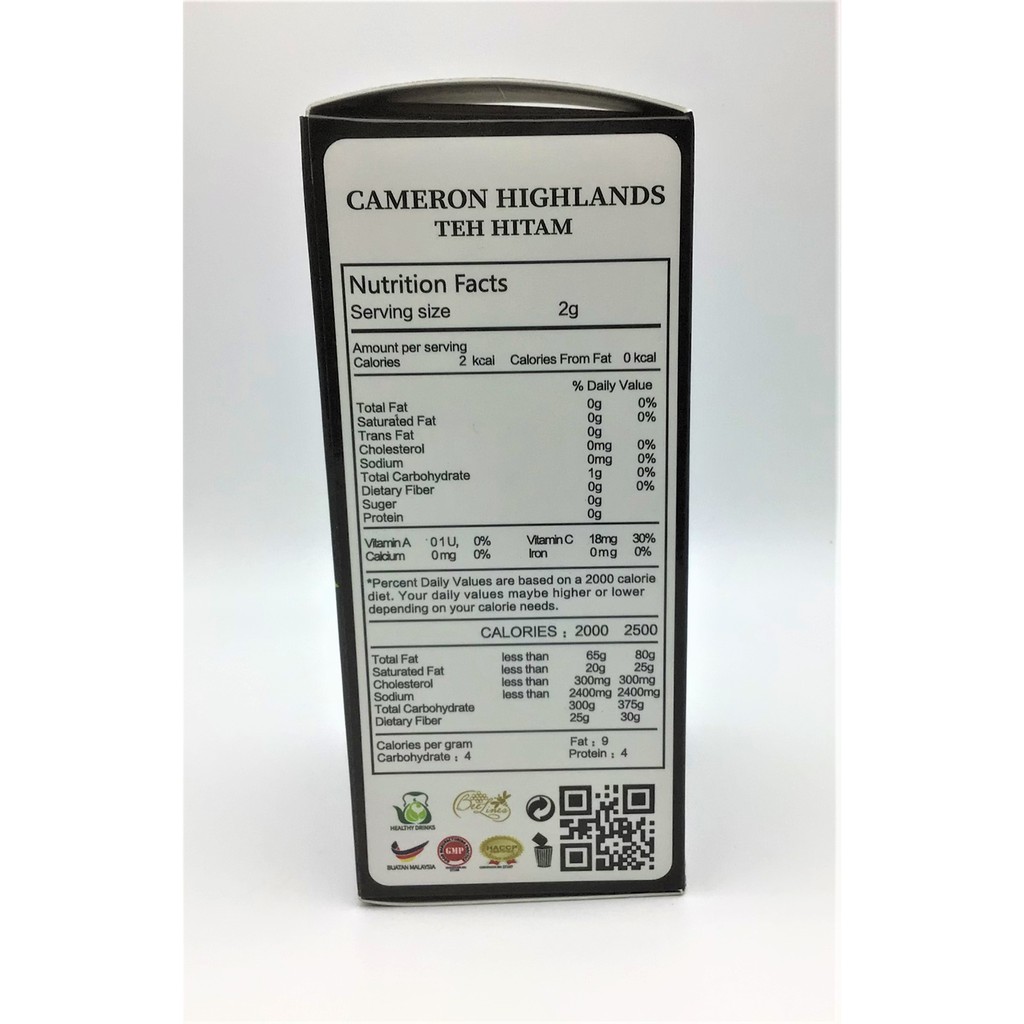 CAMERON HIGHLANDS
TEH HITAM
Nutrition Facts
Serving size 2g
Amount per serving
Calories 2 kcal Calories From Fat 0 kcal
% Daily Value
Total Fat 0g 0%
Saturated Fat 0g 0%
Trans Fat 0g
Cholesterol 0mg 0%
Sodium 0mg 0%
Total Carbohydrate 1g 0%
Dietary Fiber 0g 0%
Suger 0g
Protein 0g
Vitamin A 0 1 U, 0% Vitamin C 18mg 30%
Calcium 0 mg 0% Iron 0 mg 0%
*Percent Daily Values are based on a 2000 calorie
diet. Your daily values maybe higher or lower
depending on your calorie needs.
CALORIES : 2000 2500
Total Fat less than 65g 80g
Saturated Fat less than 20g 25g
Cholesterol less than 300mg 300mg
Sodium less than 2400mg 2400mg
Total Carbohydrate 300g 375g
Dietary Fiber 25g 30g
Calories per gram Fat : 9
Carbohydrate : 4 Protein : 4
HEALTHY DRINKS
BUATAN MALAYSIA
GMP
HACCP